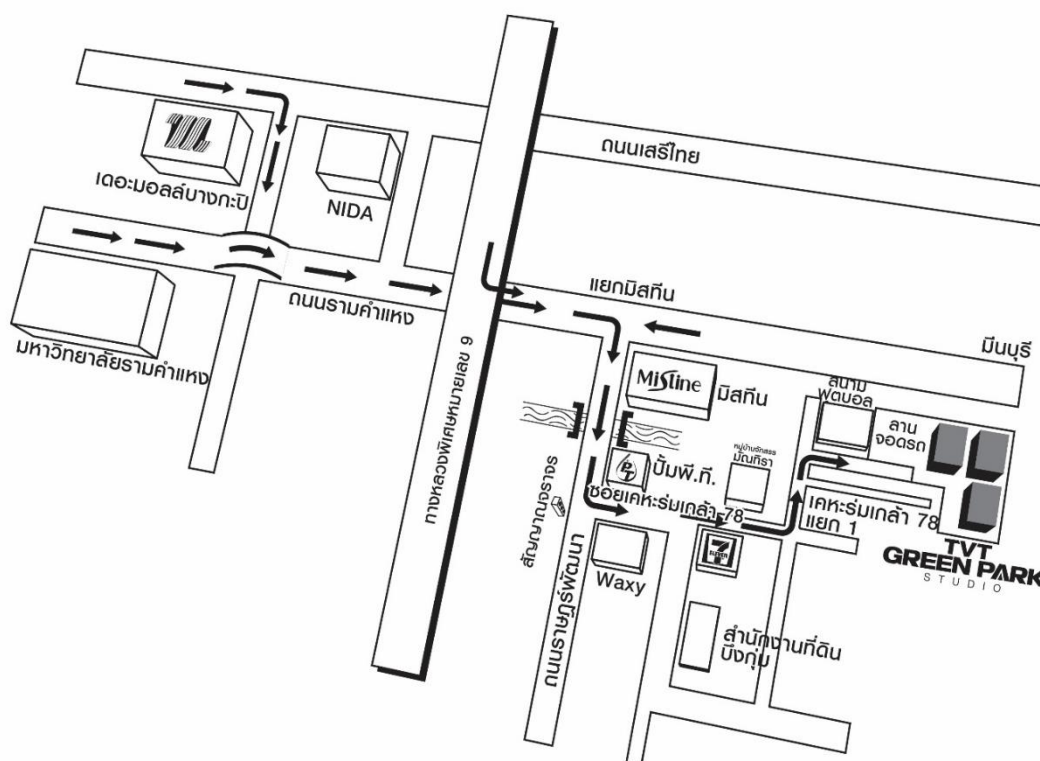 ถนนเสรีไทย
เดอะมอลล์บางกะปิ
NIDA
ถนนรามคำแหง
มหาวิทยาลัยรามคำแหง
ทางหลวงพิเศษหมายเลข 9
แยกมิสทีน
มีนบุรี
Mistine
มิสทีน
สนาม
ฟุตบอล
ลาน
จอดรถ
หมู่บ้านจัดสรร
มัณฑิรา
PT
ปั้มพี.ที.
ซอยเคหะร่มเกล้า 78
เคหะร่มเกล้า 78
แยก 1
สัญญาณจราจร
ถนนราษฎร์พัฒนา
Waxy
7
ELEVEN
TVT
GREEN PARK
STUDIO
สำนักงานที่ดิน
บึงกุ่ม